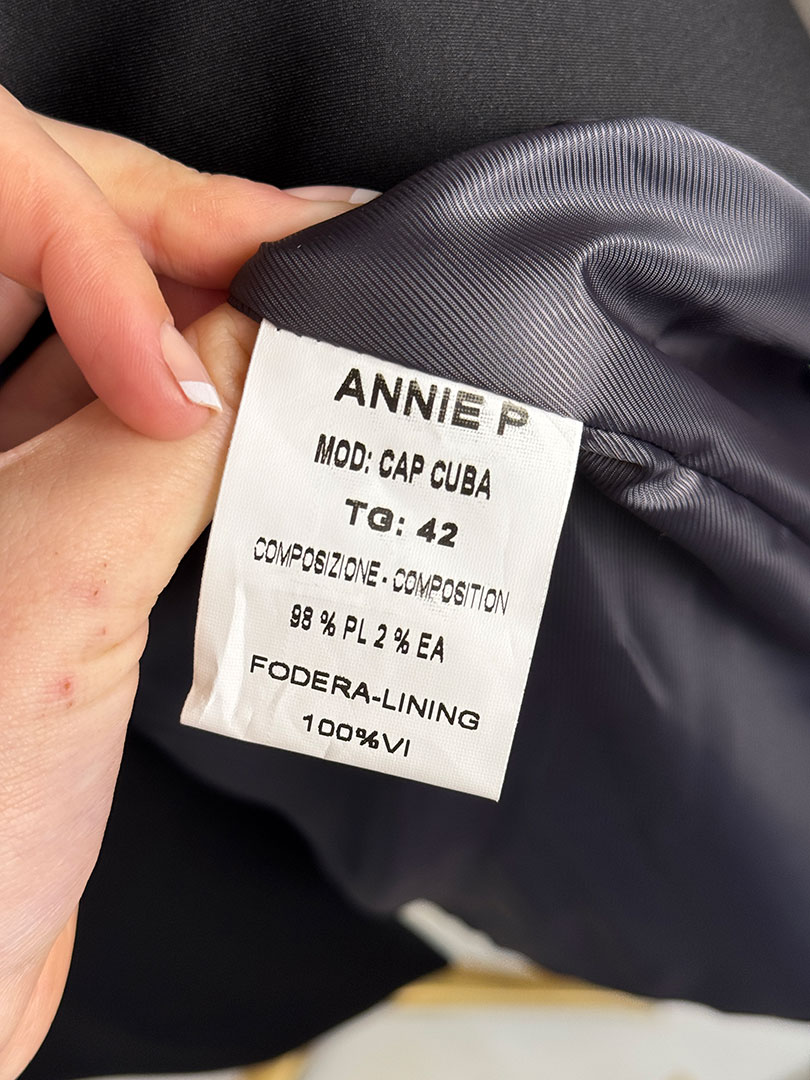 ANNIE P
MOD: CAP CUBA
TG: 42
COMPOSIZIONE - COMPOSITION
98 % PL 2 % EA
FODERA-LINING
100%VI